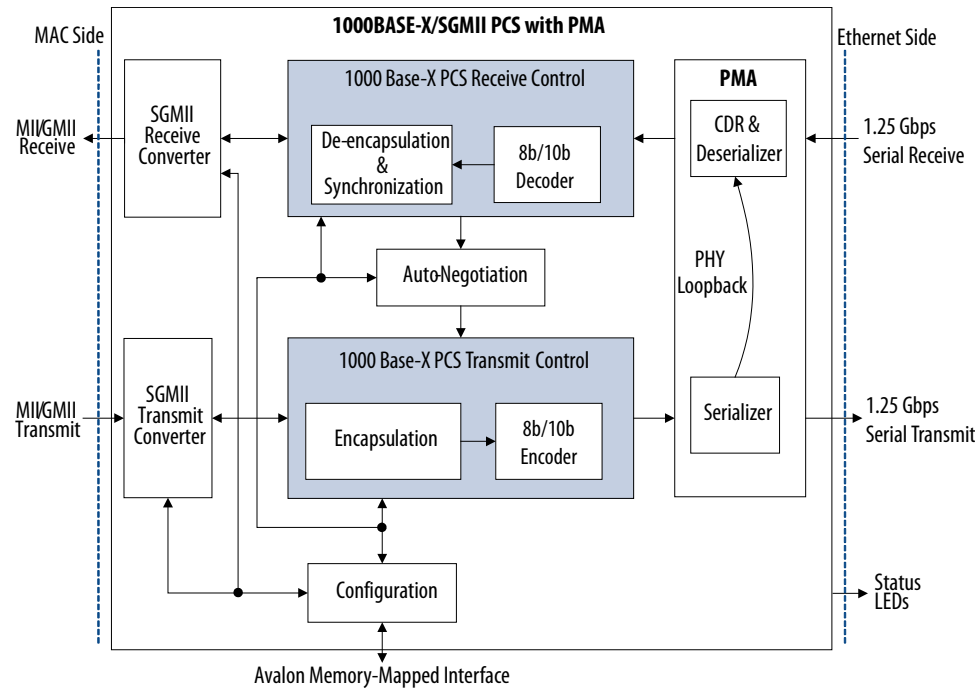 1000BASE-X/SGMII PCS with PMA
MAC Side
Ethernet Side
1000 Base-X PCS Receive Control
PMA
SGMII
Receive
Converter
MII/GMII
Receive
De-encapsulation
&
Synchronization
8b/10b
Decoder
CDR &
Deserializer
1.25 Gbps
Serial Receive
Auto-Negotiation
PHY
Loopback
1000 Base-X PCS Transmit Control
SGMII
Transmit
Converter
MII/GMII
Transmit
Encapsulation
8b/10b
Encoder
Serializer
1.25 Gbps
Serial Transmit
Configuration
Status
LEDs
Avalon Memory-Mapped Interface